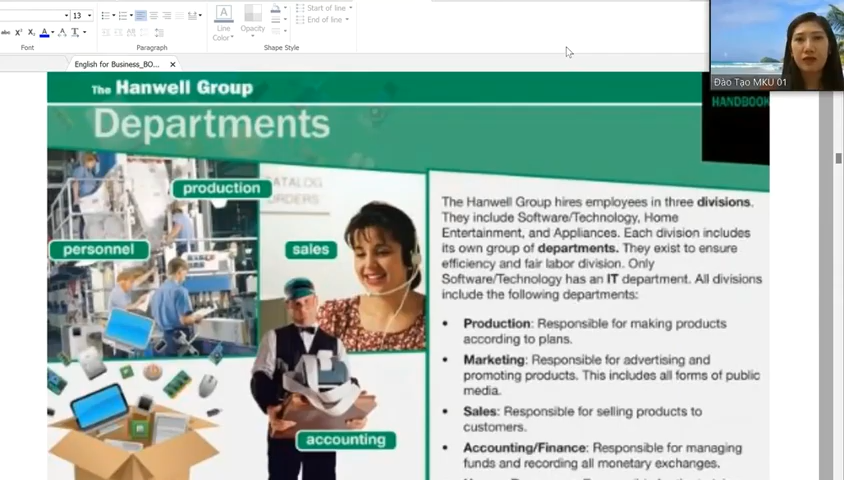 13
abc X² X₂ A A
Font
Paragraph
Line
Color
Opacity
Start of line
End of line
Shape Style
English for Business_BO...
Đào Tạo MKU 01
The Hanwell Group
HANDBOOK
Departments
production
CATALOG
ORDERS
personnel
sales
accounting
The Hanwell Group hires employees in three divisions.
They include Software/Technology, Home
Entertainment, and Appliances. Each division includes
its own group of departments. They exist to ensure
efficiency and fair labor division. Only
Software/Technology has an IT department. All divisions
include the following departments:
• Production: Responsible for making products
according to plans.
• Marketing: Responsible for advertising and
promoting products. This includes all forms of public
media.
• Sales: Responsible for selling products to
customers.
• Accounting/Finance: Responsible for managing
funds and recording all monetary exchanges.